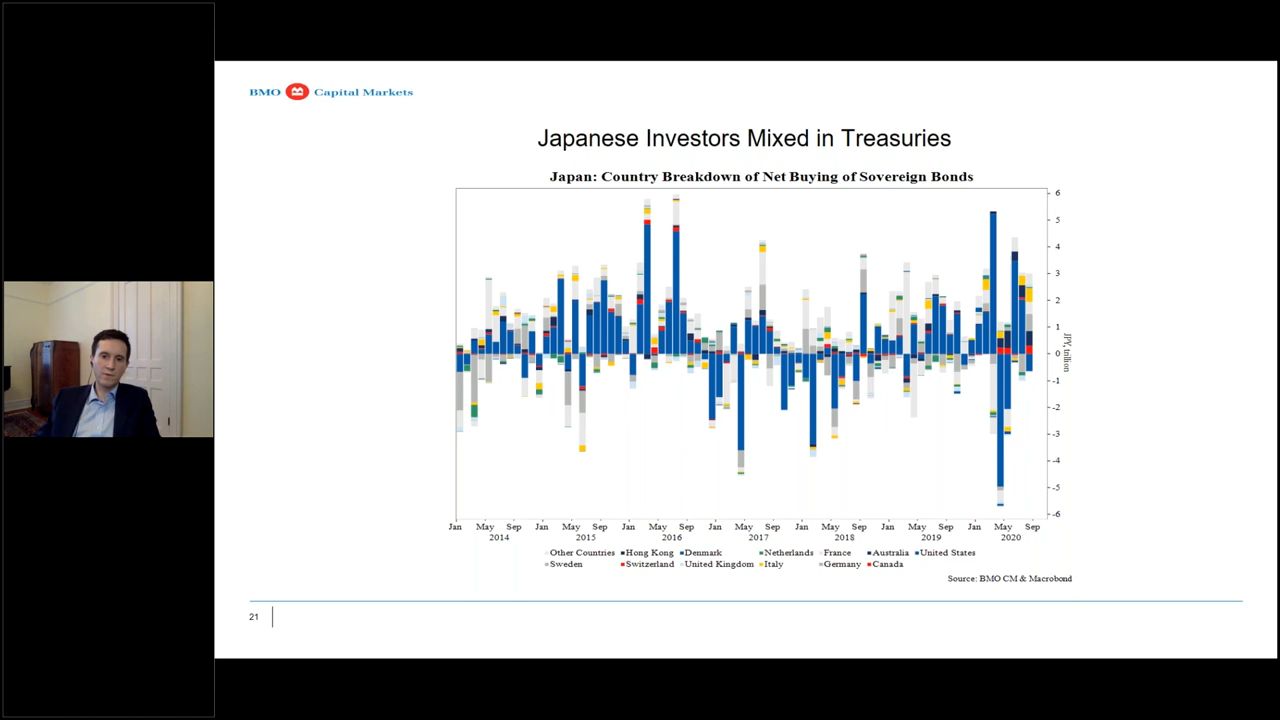 BMO Capital Markets
Japanese Investors Mixed in Treasuries
Japan: Country Breakdown of Net Buying of Sovereign Bonds
6
5
4
3
2
1
0
-1
-2
-3
-4
-5
-6
JPY, trillion
Jan May Sep Jan May Sep Jan May Sep Jan May Sep Jan May Sep Jan May Sep Jan May Sep
2014 2015 2016 2017 2018 2019 2020
Other Countries Hong Kong Denmark Netherlands France Australia United States
Sweden Switzerland United Kingdom Italy Germany Canada
Source: BMO CM & Macrobond
21